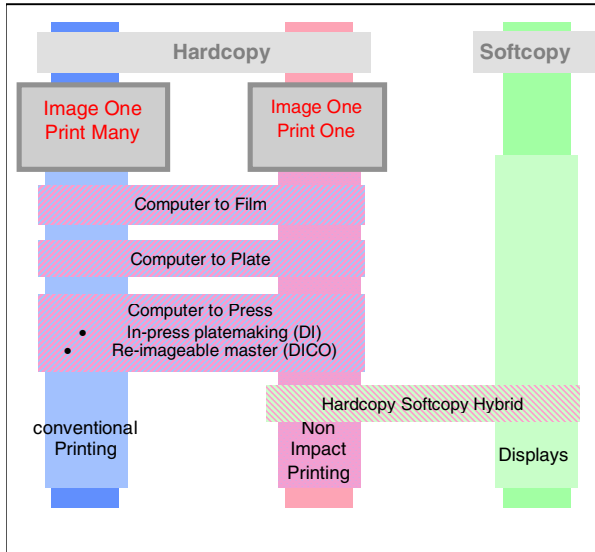 Hardcopy
Softcopy
Image One
Print Many
Image One
Print One
Computer to Film
Computer to Plate
Computer to Press
• In-press platemaking (DI)
• Re-imageable master (DICO)
Hardcopy Softcopy Hybrid
conventional
Printing
Non
Impact
Printing
Displays